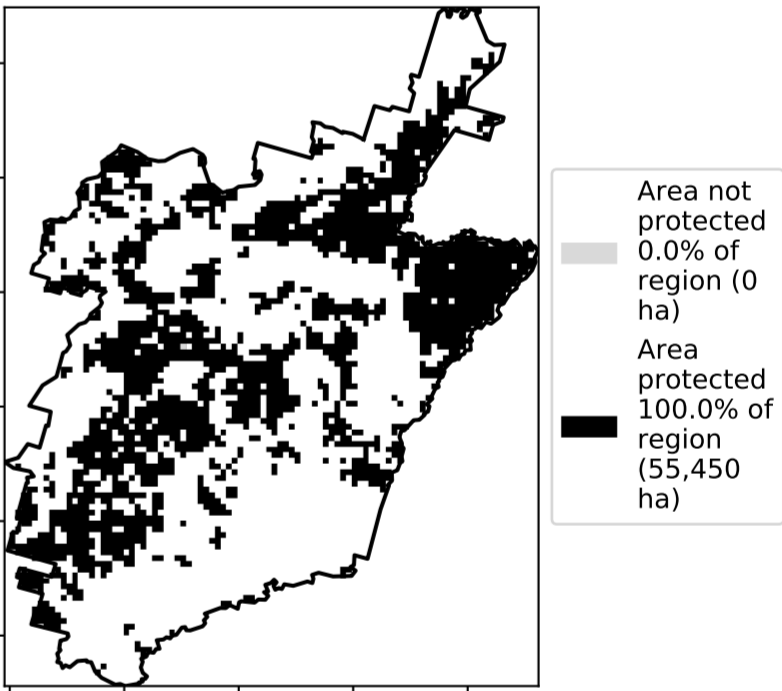 Area not
protected
0.0% of
region (0
ha)
Area
protected
100.0% of
region
(55,450
ha)